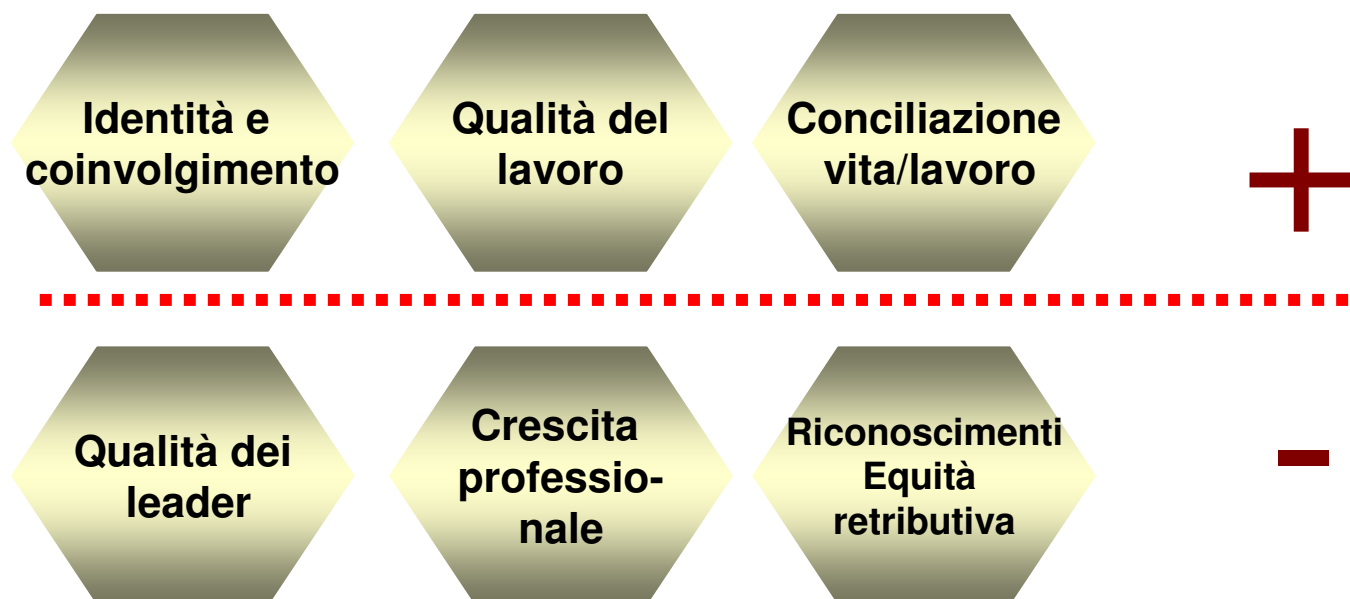 Identità e
coinvolgimento
Qualità del
lavoro
Conciliazione
vita/lavoro
+
Qualità dei
leader
Crescita
professio-
nale
Riconoscimenti
Equità
retributiva
-